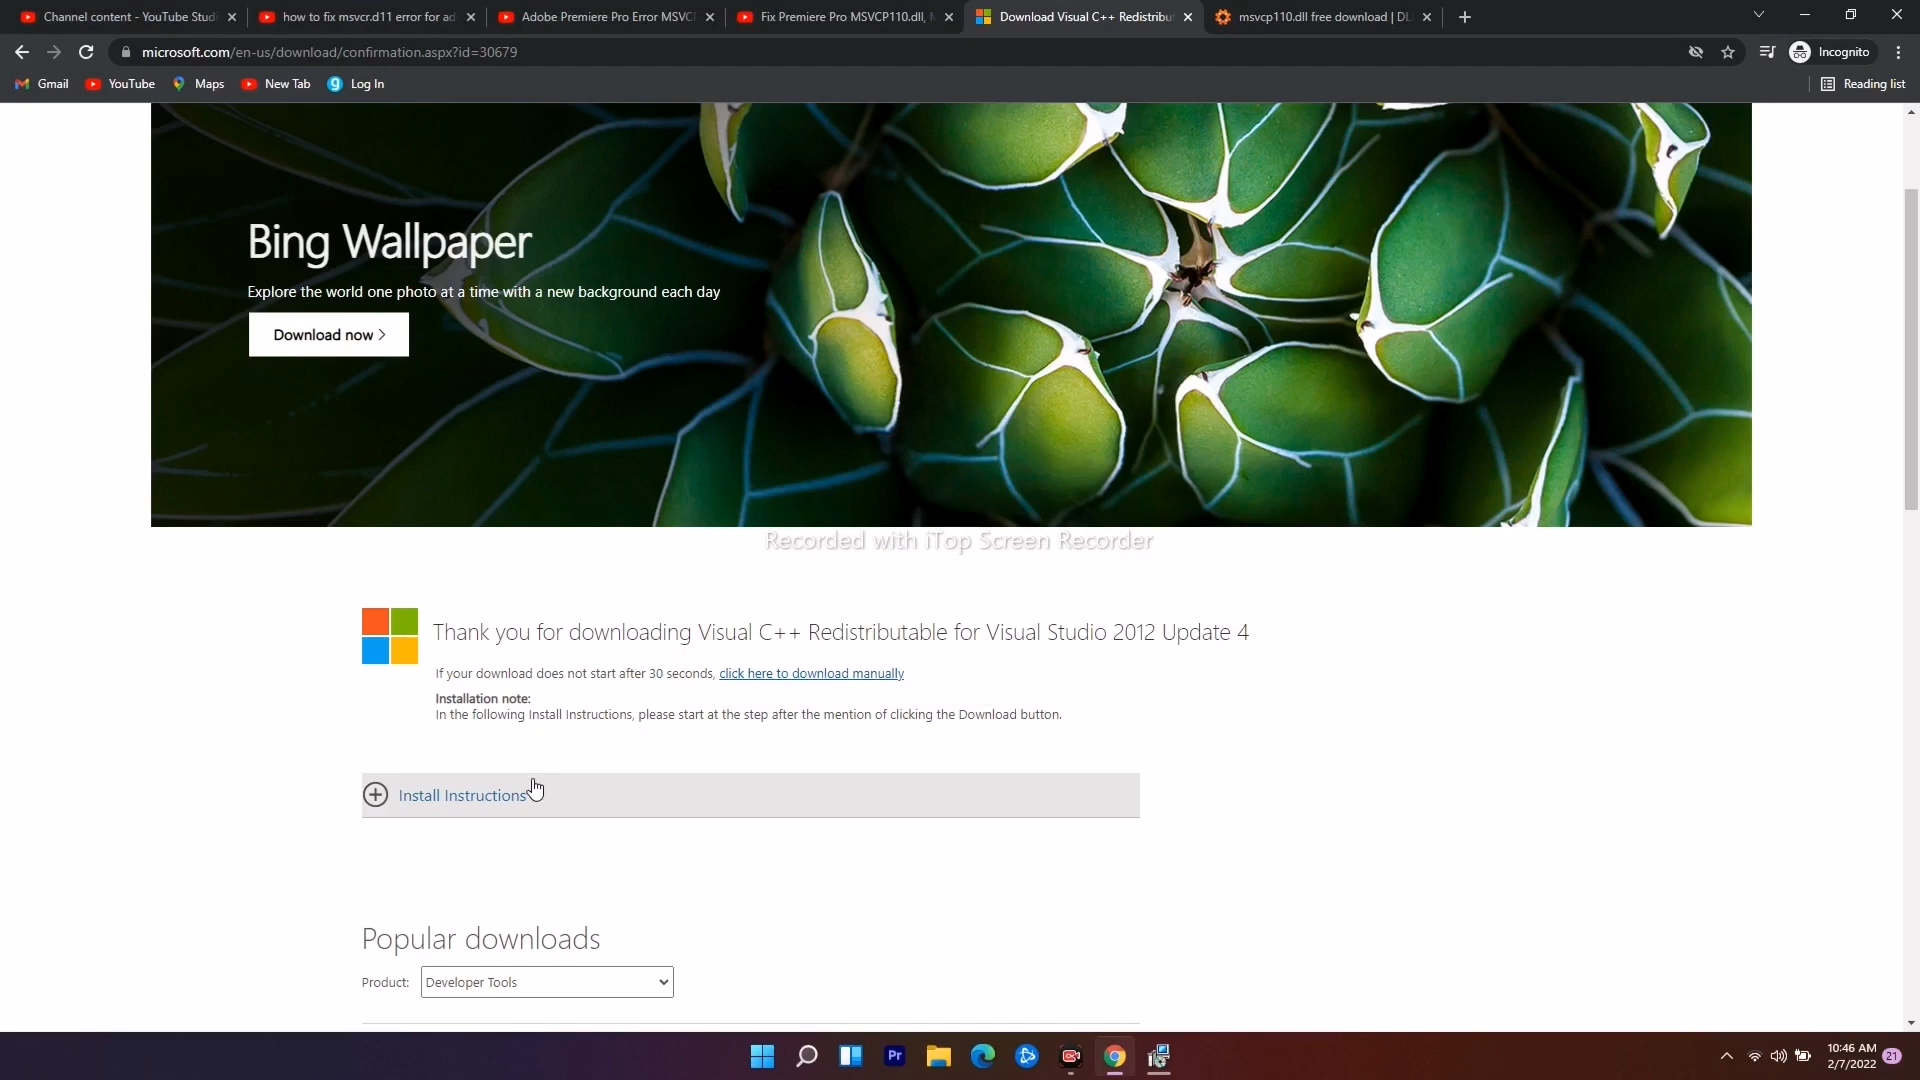 Channel content - YouTube Studi
how to fix msvcr.d11 error for ad
Adobe Premiere Pro Error MSVCP
Fix Premiere Pro MSVCP110.dll, M
Download Visual C++ Redistribut
msvcp110.dll free download | DLL
microsoft.com/en-us/download/confirmation.aspx?id=30679
Incognito
Gmail
YouTube
Maps
New Tab
Log In
Reading list
Bing Wallpaper
Explore the world one photo at a time with a new background each day
Download now >
Recorded with iTop Screen Recorder
Thank you for downloading Visual C++ Redistributable for Visual Studio 2012 Update 4
If your download does not start after 30 seconds, click here to download manually
Installation note:
In the following Install Instructions, please start at the step after the mention of clicking the Download button.
Install Instructions
Popular downloads
Product: Developer Tools
Pr
10:46 AM
2/7/2022
21